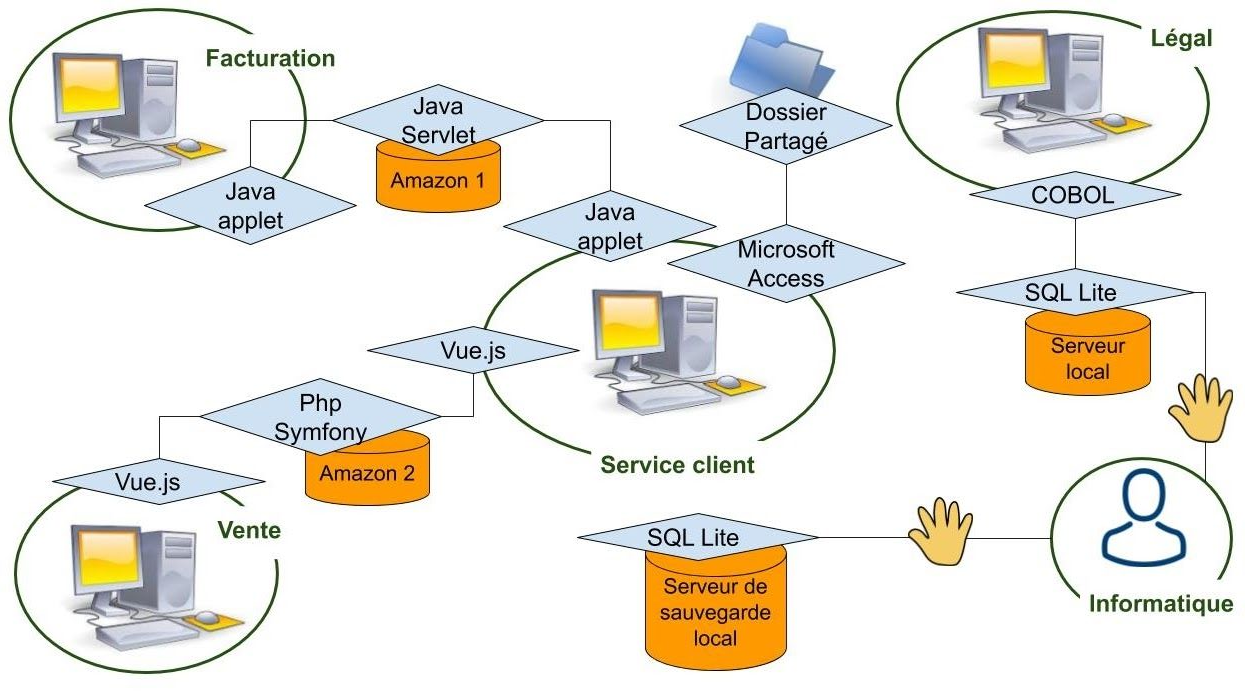 Facturation
Java
Servlet
Amazon 1
Java
applet
Dossier
Partagé
Légal
COBOL
Java
applet
Microsoft
Access
SQL Lite
Serveur
local
Vue.js
Php
Symfony
Amazon 2
Service client
Vue.js
Vente
SQL Lite
Serveur de
sauvegarde
local
Informatique